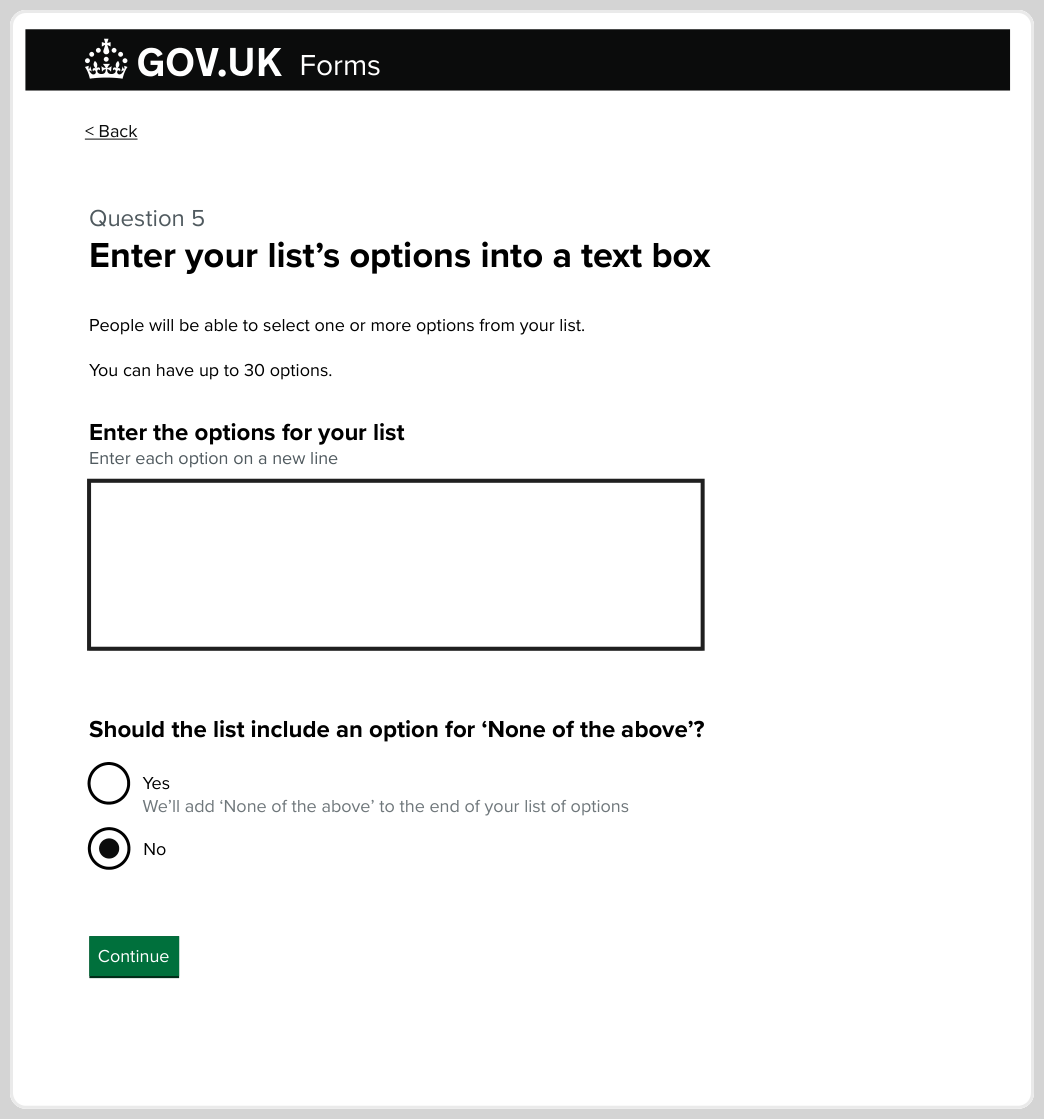 GOV.UK Forms
< Back
Question 5
Enter your list’s options into a text box
People will be able to select one or more options from your list.
You can have up to 30 options.
Enter the options for your list
Enter each option on a new line
Should the list include an option for ‘None of the above’?
Yes
We’ll add ‘None of the above’ to the end of your list of options
No
Continue